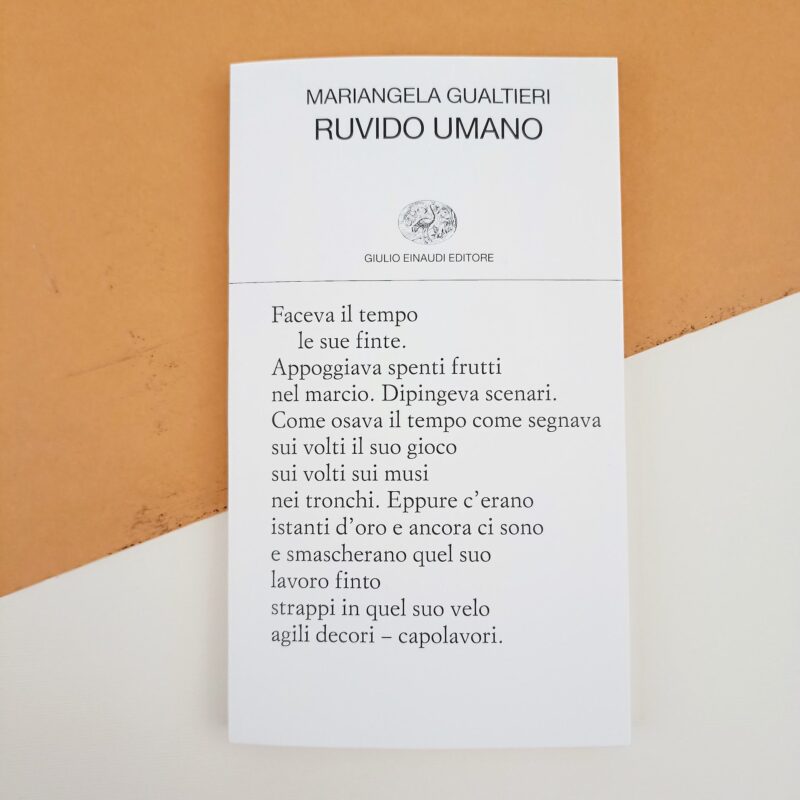 MARIANGELA GUALTIERI
RUVIDO UMANO
GIULIO EINAUDI EDITORE
Faceva il tempo
le sue finte.
Appoggiava spenti frutti
nel marcio. Dipingeva scenari.
Come osava il tempo come segnava
sui volti il suo gioco
sui volti sui musi
nei tronchi. Eppure c’erano
istanti d’oro e ancora ci sono
e smascherano quel suo
lavoro finto
strappi in quel suo velo
agili decori – capolavori.